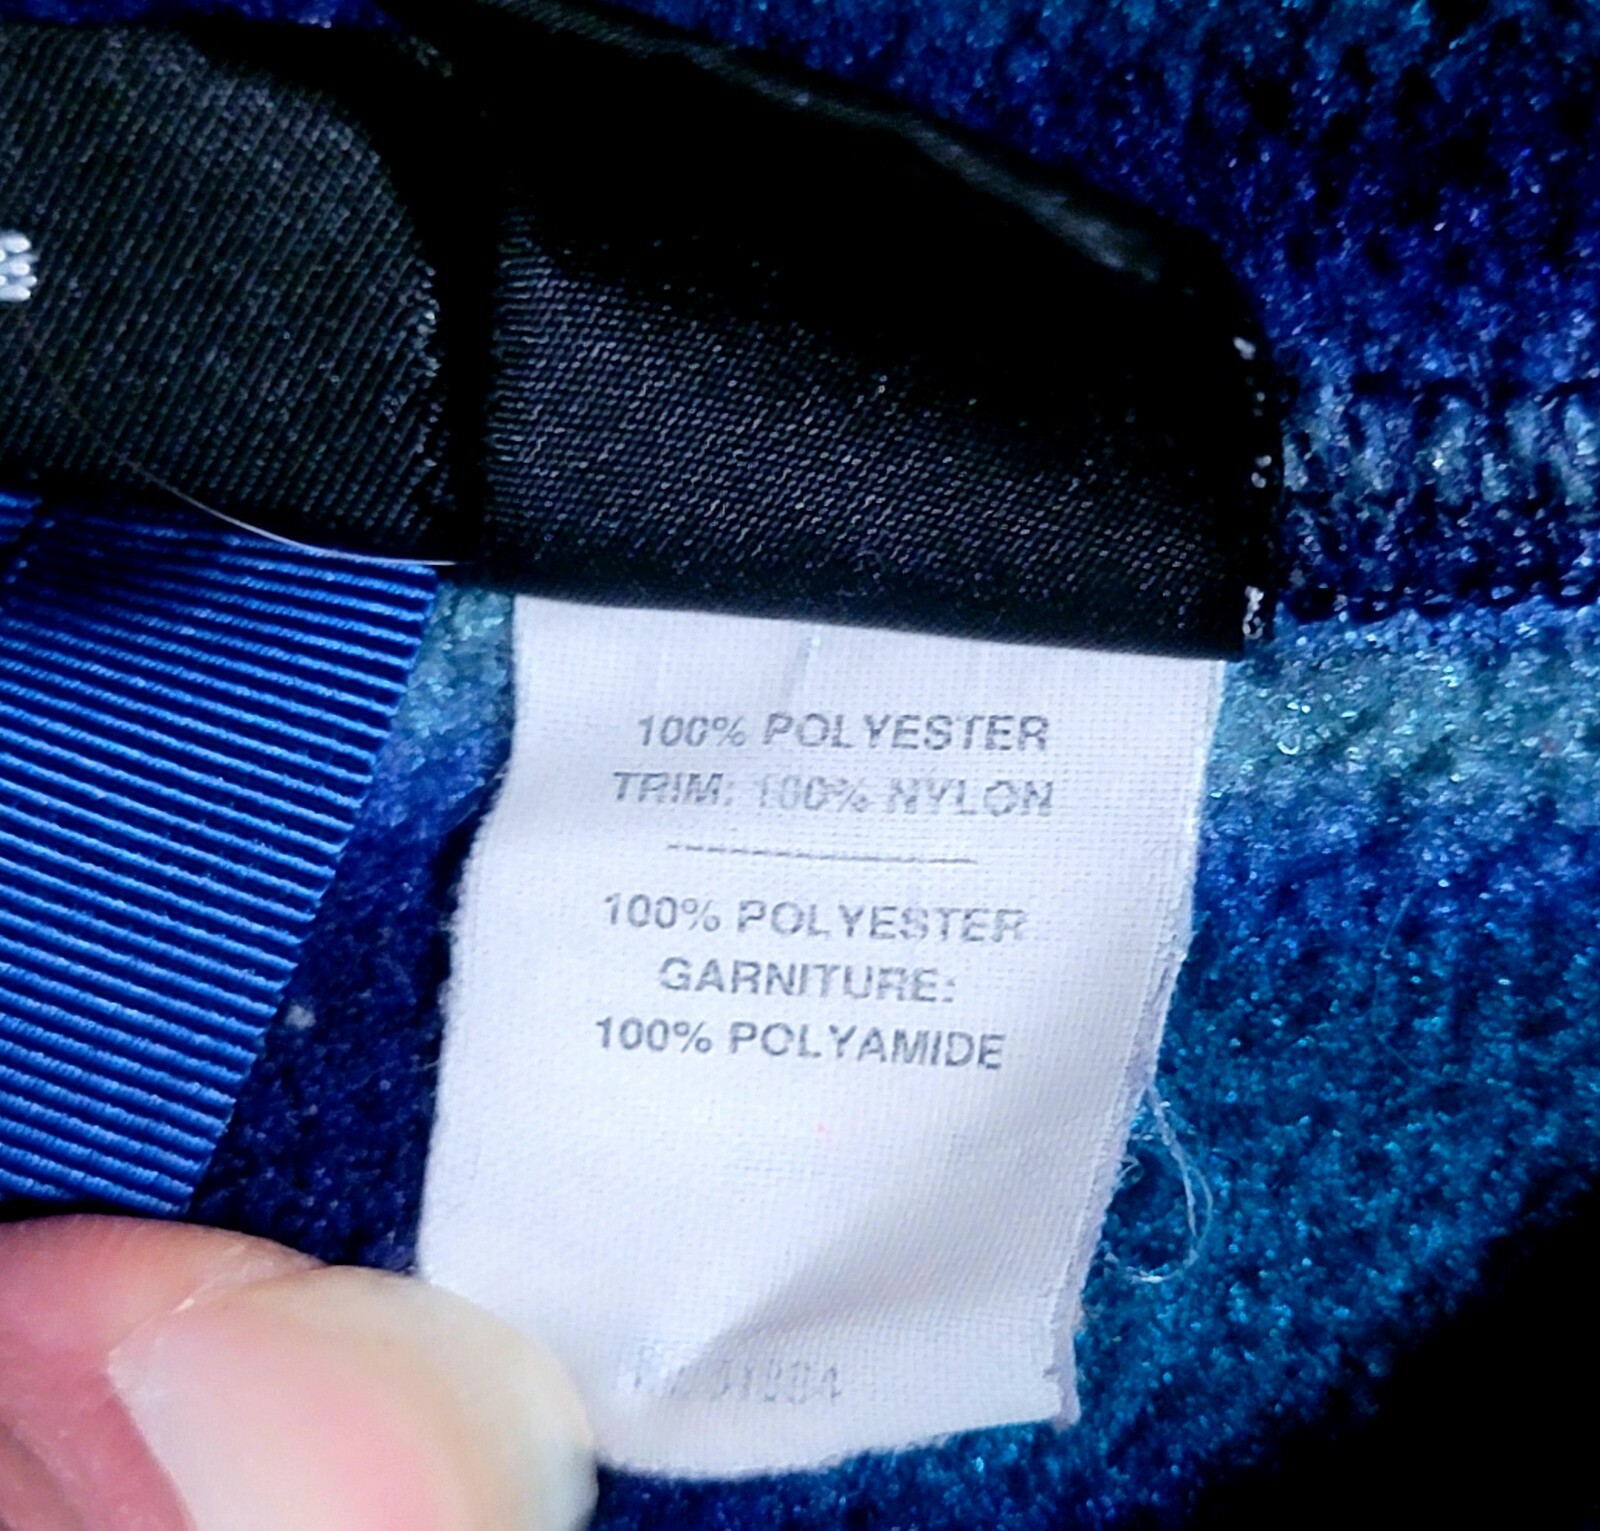 100% POLYESTER
TRIM: 100% NYLON
100% POLYESTER
GARNITURE:
100% POLYAMIDE